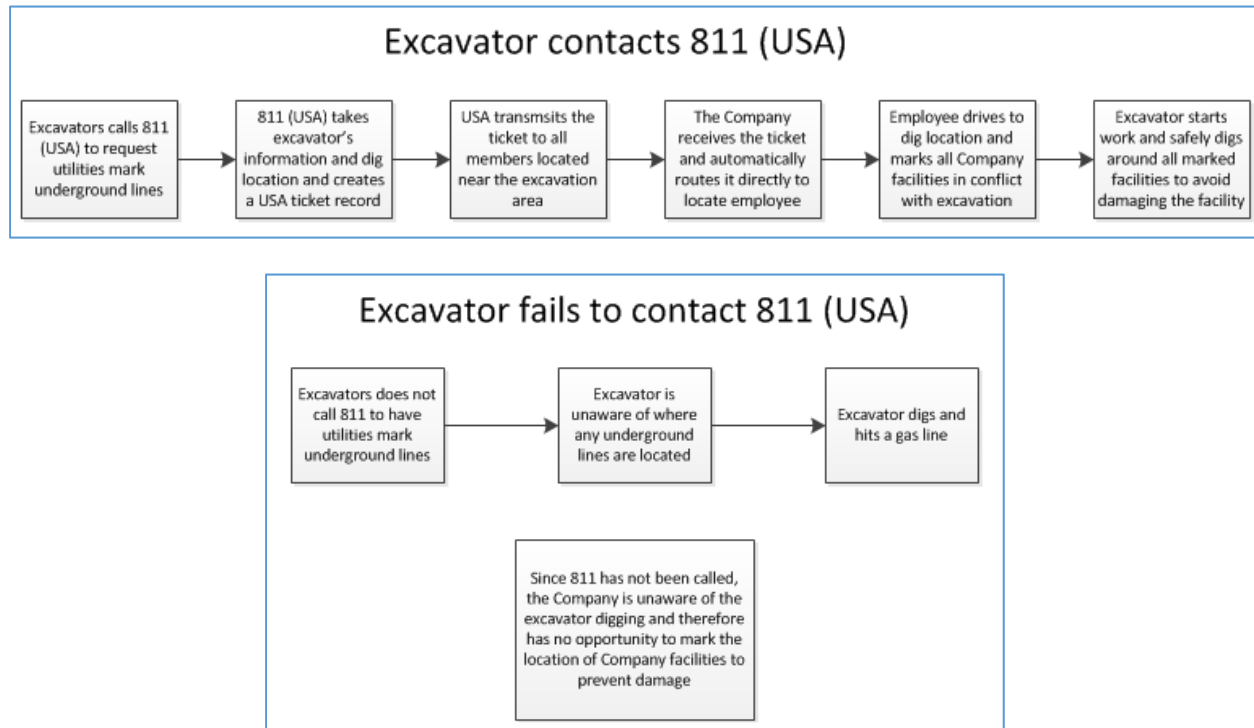 Excavator contacts 811 (USA)
Excavators calls 811
(USA) to request
utilities mark
underground lines
811 (USA) takes
excavator's
information and dig
location and creates
a USA ticket record
USA transmsits the
ticket to all
members located
near the excavation
area
The Company
receives the ticket
and automatically
routes it directly to
locate employee
Employee drives to
dig location and
marks all Company
facilities in conflict
with excavation
Excavator starts
work and safely digs
around all marked
facilities to avoid
damaging the facility
Excavator fails to contact 811 (USA)
Excavators does not
call 811 to have
utilities mark
underground lines
Excavator is
unaware of where
any underground
lines are located
Excavator digs and
hits a gas line
Since 811 has not been called,
the Company is unaware of the
excavator digging and therefore
has no opportunity to mark the
location of Company facilities to
prevent damage